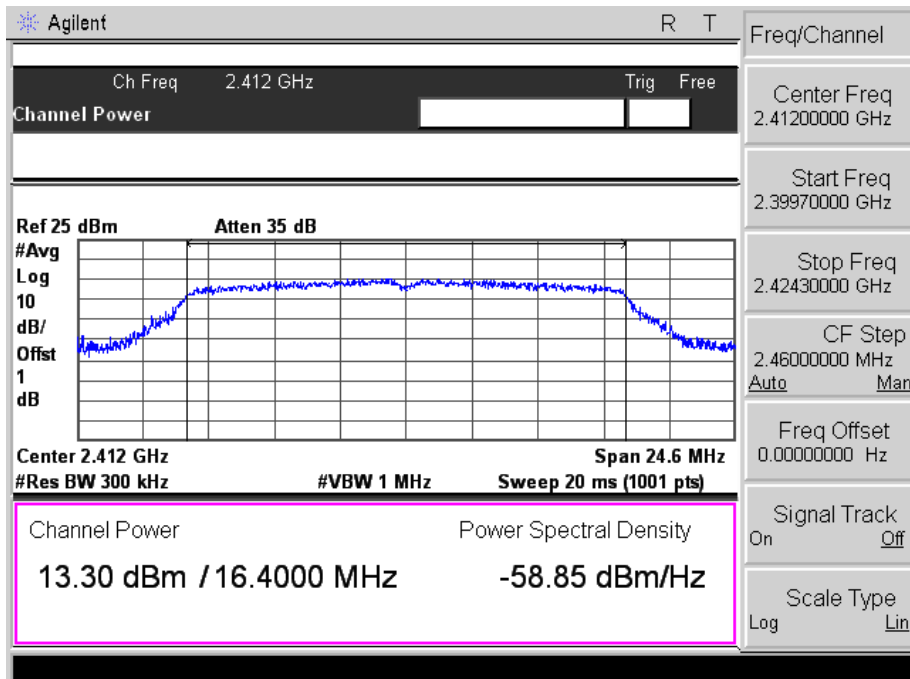 Agilent R T
Ch Freq 2.412 GHz Trig Free
Channel Power
Ref 25 dBm Atten 35 dB
#Avg
Log
10
dB/
Offst
1
dB
Center 2.412 GHz Span 24.6 MHz
#Res BW 300 kHz #VBW 1 MHz Sweep 20 ms (1001 pts)
Channel Power Power Spectral Density
13.30 dBm / 16.4000 MHz -58.85 dBm/Hz
Freq/Channel
Center Freq
2.41200000 GHz
Start Freq
2.39970000 GHz
Stop Freq
2.42430000 GHz
CF Step
2.46000000 MHz
Auto Man
Freq Offset
0.00000000 Hz
Signal Track
On Off
Scale Type
Log Lin